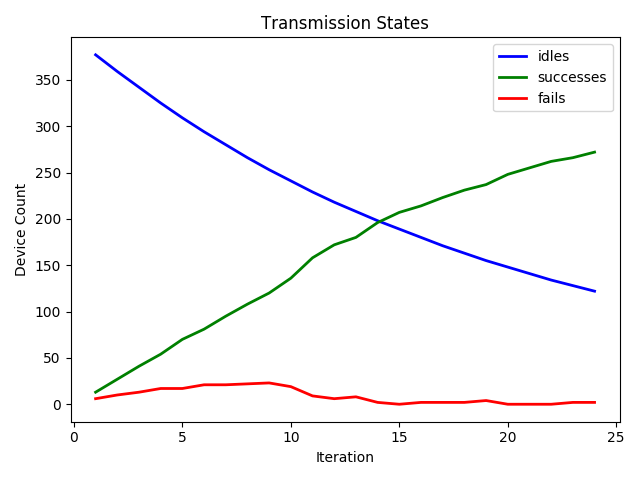 Transmission States
idles
successes
fails
Device Count
350
300
250
200
150
100
50
0
0 5 10 15 20 25
Iteration